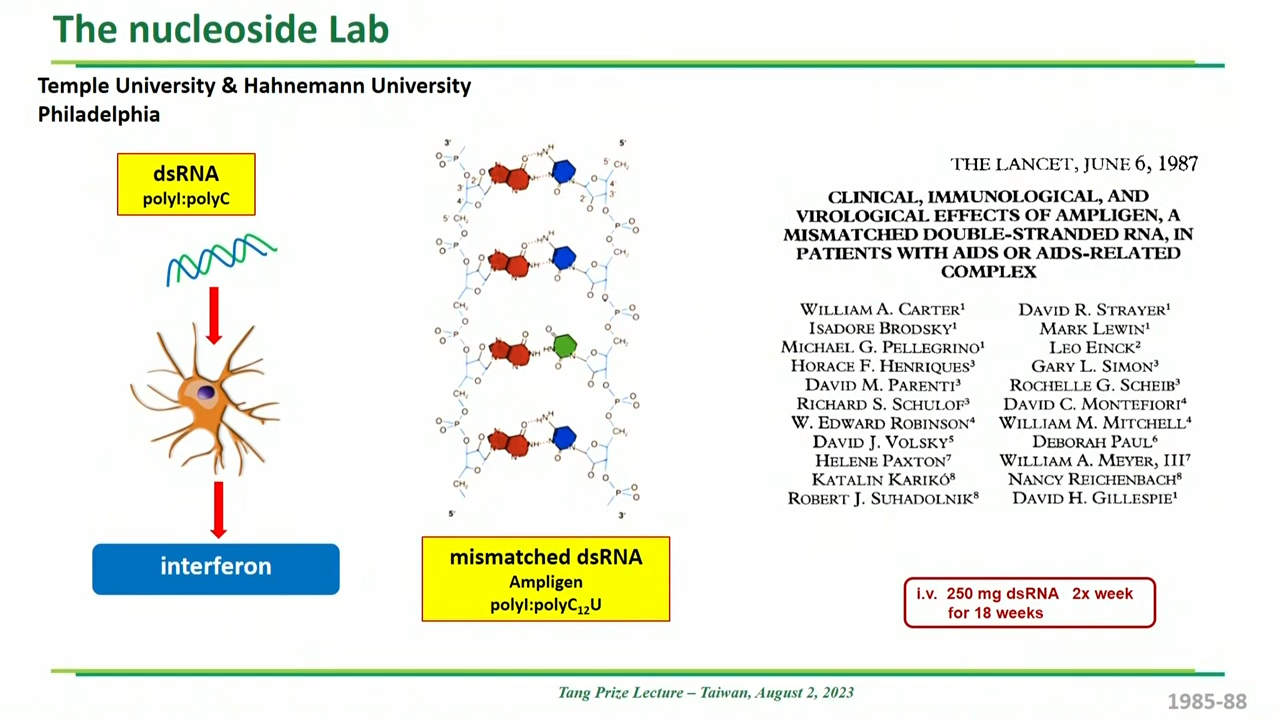 The nucleoside Lab
Temple University & Hahnemann University
Philadelphia
dsRNA
polyI:polyC
interferon
3'
5'
5'
3'
mismatched dsRNA
Ampligen
polyI:polyC12U
THE LANCET, JUNE 6, 1987
CLINICAL, IMMUNOLOGICAL, AND
VIROLOGICAL EFFECTS OF AMPLIGEN, A
MISMATCHED DOUBLE-STRANDED RNA, IN
PATIENTS WITH AIDS OR AIDS-RELATED
COMPLEX
WILLIAM A. CARTER¹ DAVID R. STRAYER¹
ISADORE BRODSKY¹ MARK LEWIN¹
MICHAEL G. PELLEGRINO¹ LEO EINCK²
HORACE F. HENRIQUES³ GARY L. SIMON³
DAVID M. PARENTI³ ROCHELLE G. SCHEIB³
RICHARD S. SCHULOF³ DAVID C. MONTEFIORI⁴
W. EDWARD ROBINSON⁴ WILLIAM M. MITCHELL⁴
DAVID J. VOLSKY⁵ DEBORAH PAUL⁶
HELENE PAXTON⁷ WILLIAM A. MEYER, III⁷
KATALIN KARIKÓ⁸ NANCY REICHENBACH⁸
ROBERT J. SUHADOLNIK⁸ DAVID H. GILLESPIE¹
i.v. 250 mg dsRNA 2x week
for 18 weeks
Tang Prize Lecture – Taiwan, August 2, 2023
1985-88